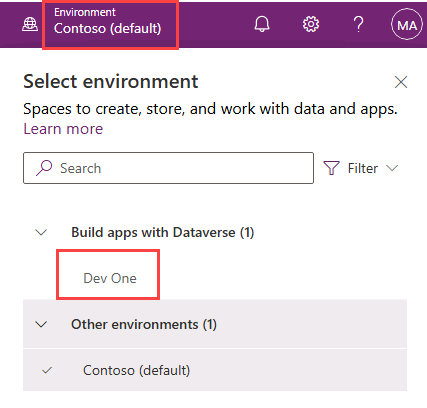 Environment
Contoso (default)
MA
Select environment
Spaces to create, store, and work with data and apps.
Learn more
Search
Filter
Build apps with Dataverse (1)
Dev One
Other environments (1)
Contoso (default)